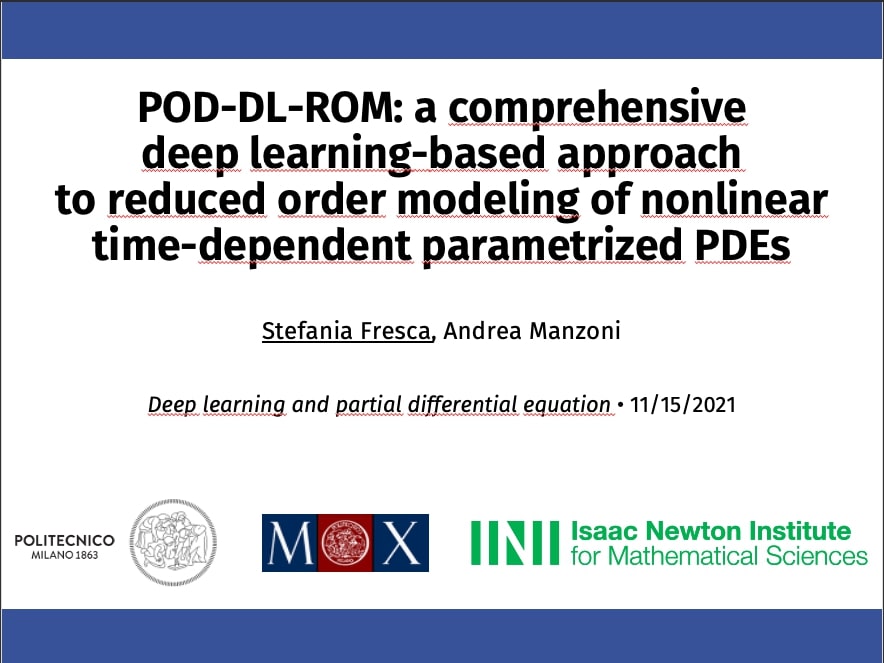 POD-DL-ROM: a comprehensive
deep learning-based approach
to reduced order modeling of nonlinear
time-dependent parametrized PDEs
Stefania Fresca, Andrea Manzoni
Deep learning and partial differential equation • 11/15/2021
POLITECNICO
MILANO 1863
MOX
Isaac Newton Institute
for Mathematical Sciences